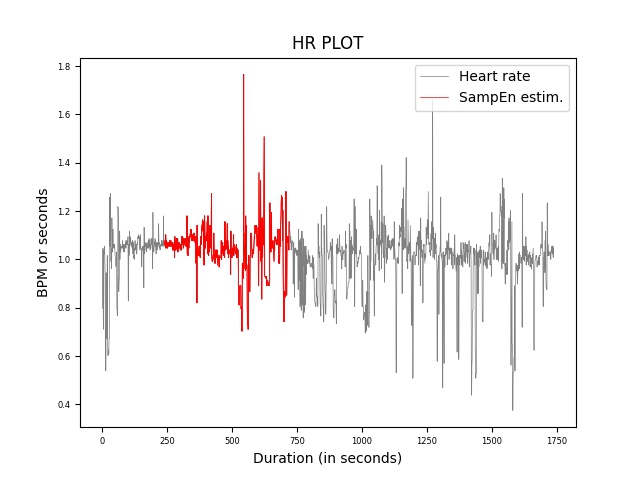 HR PLOT
Heart rate
SampEn estim.
BPM or seconds
1.8
1.6
1.4
1.2
1.0
0.8
0.6
0.4
0 250 500 750 1000 1250 1500 1750
Duration (in seconds)